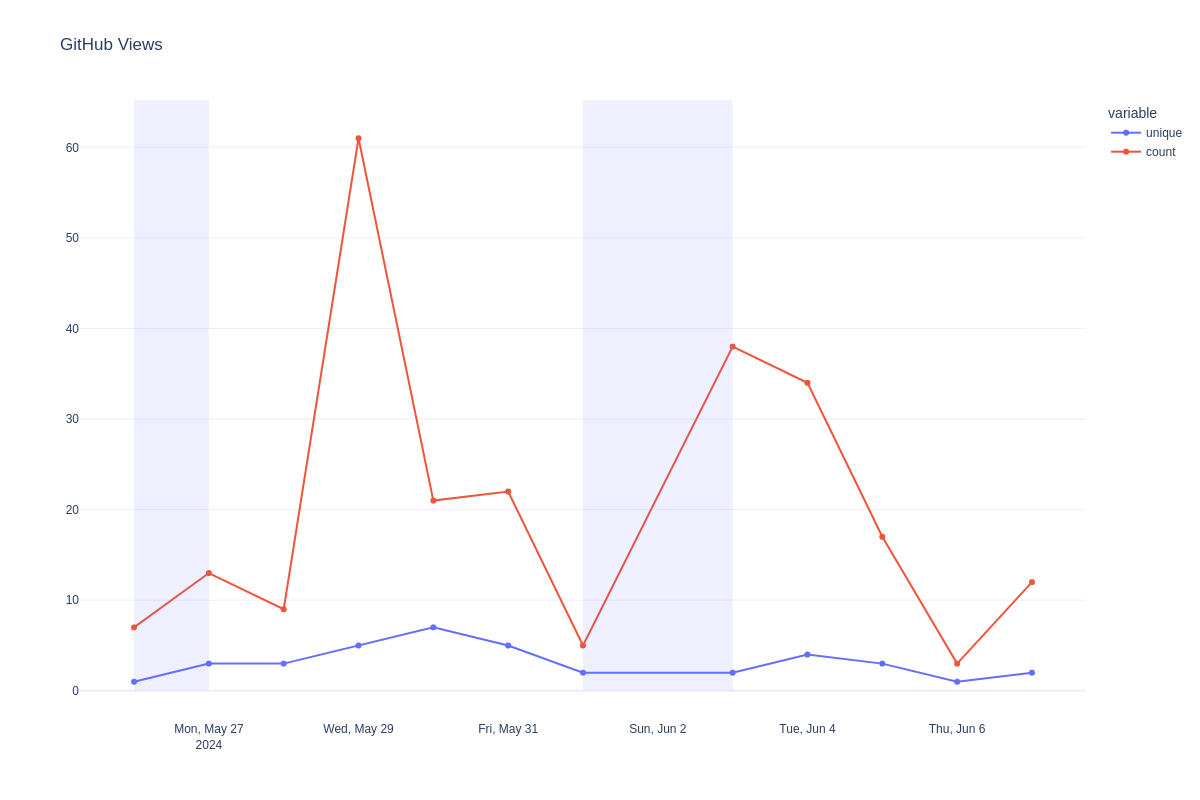 GitHub Views
variable
unique
count
60
50
40
30
20
10
0
Mon, May 27
2024
Wed, May 29
Fri, May 31
Sun, Jun 2
Tue, Jun 4
Thu, Jun 6